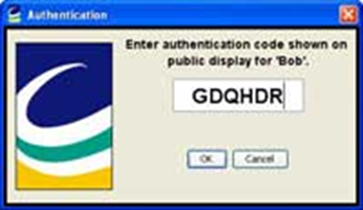 Authentication
Enter authentication code shown on
public display for 'Bob'.
GDQHDR
OK
Cancel